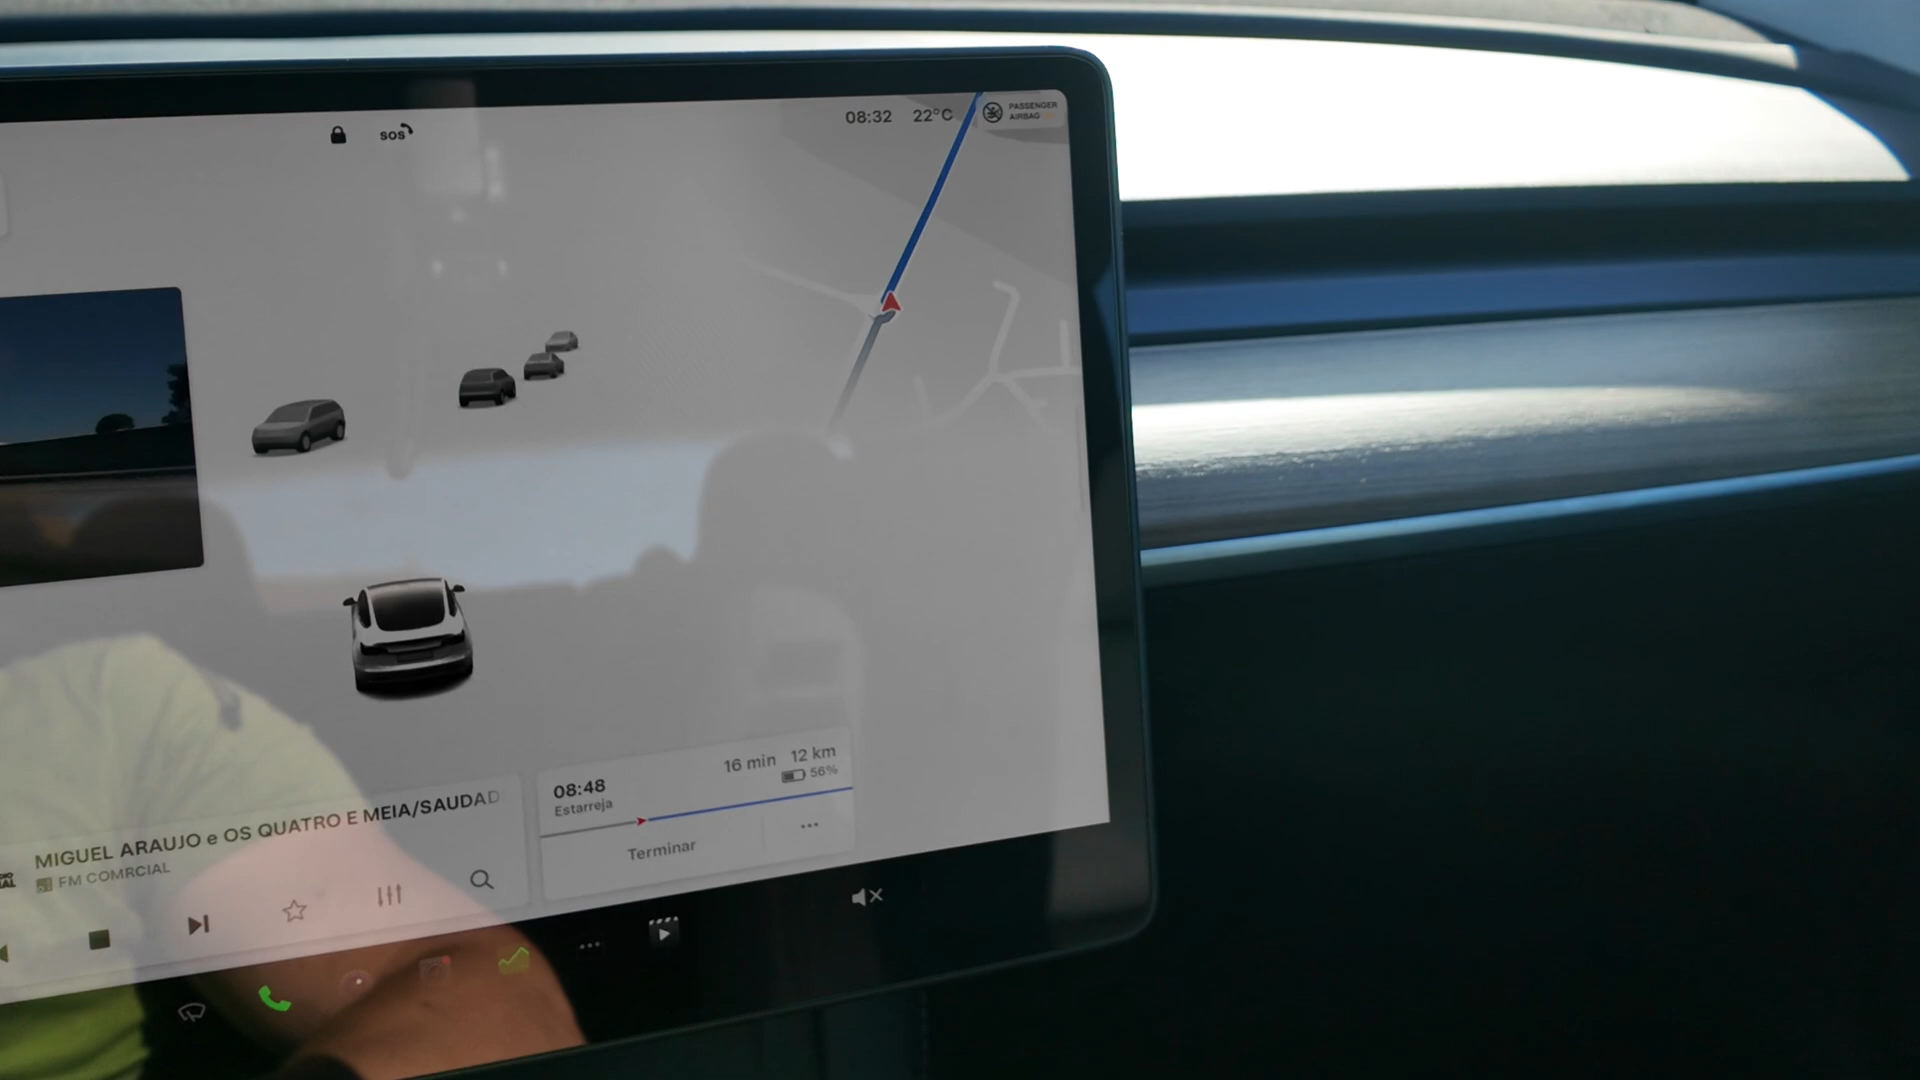 SOS
08:32 22°C
PASSENGER
AIRBAG
08:48 16 min 12 km
Estarreja 56%
Terminar
MIGUEL ARAUJO e OS QUATRO E MEIA/SAUDAD
FM COMRCIAL